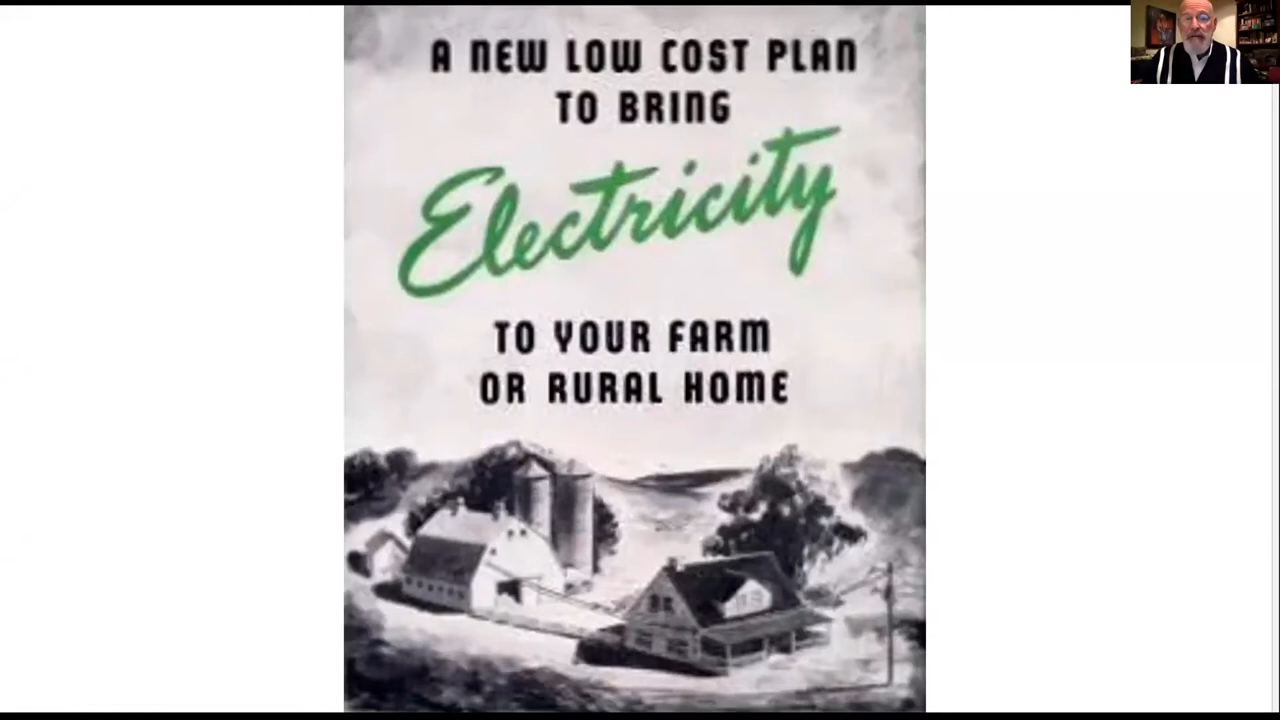 A NEW LOW COST PLAN
TO BRING
Electricity
TO YOUR FARM
OR RURAL HOME